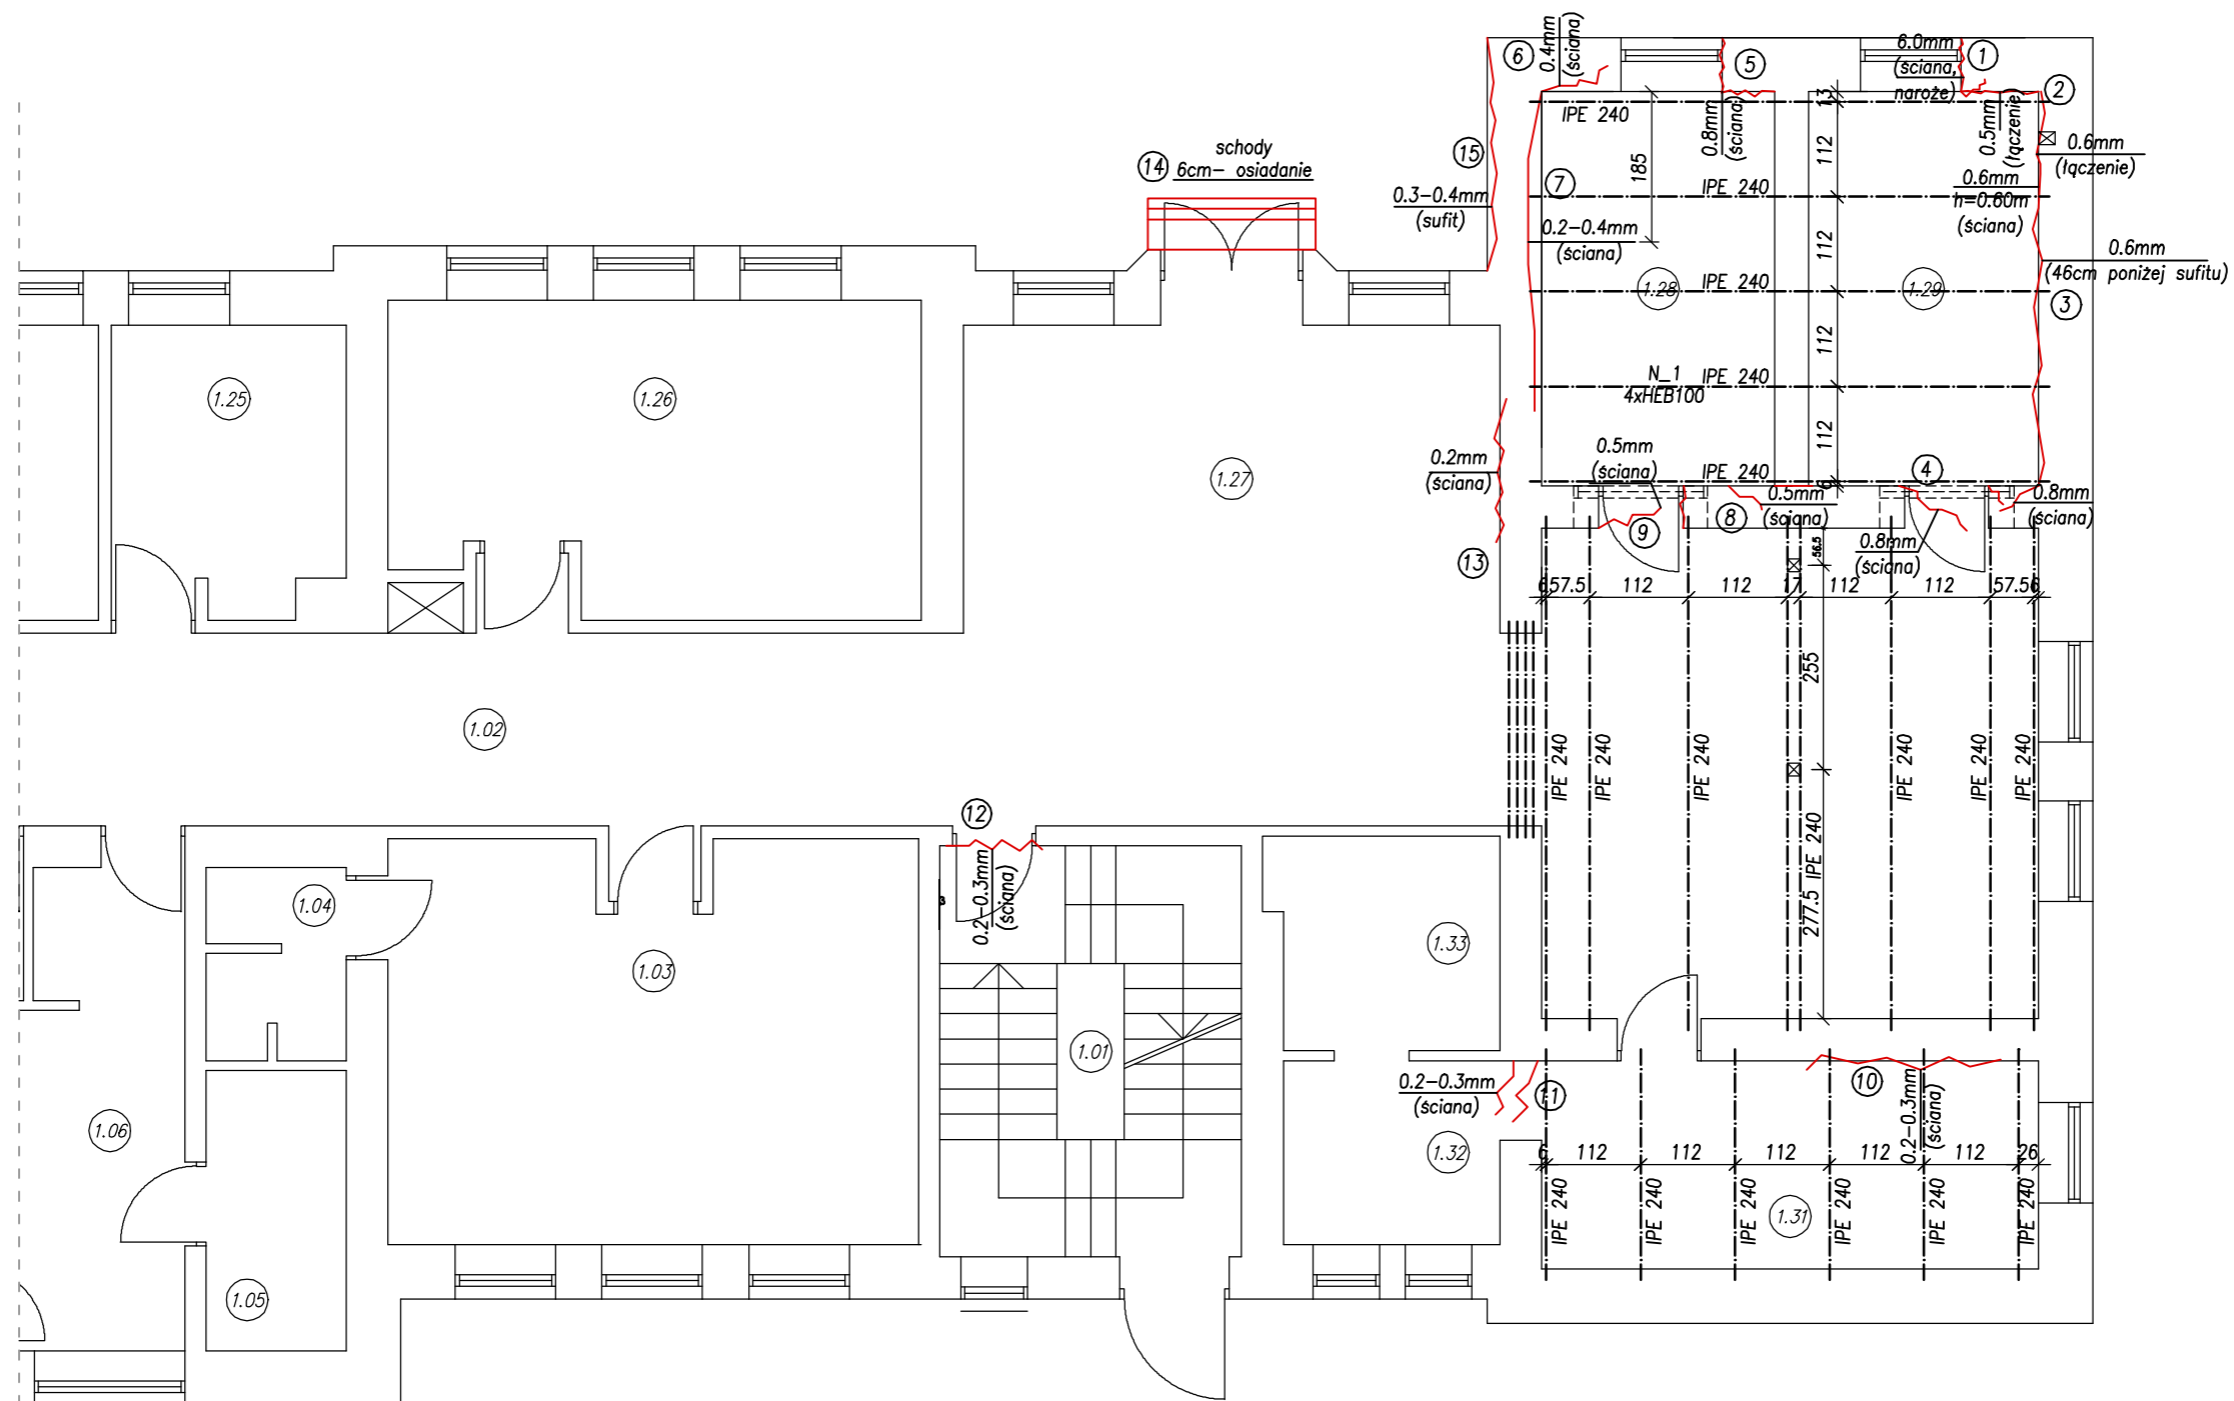 6
0.4mm
(ściana)
5
6.0mm
(ściana,
naroże)
1
2
13
IPE 240
0.8mm
(ściana)
0.5mm
(łączenie)
0.6mm
(łączenie)
schody
14
6cm– osiadanie
15
0.3–0.4mm
(sufit)
7
185
112
IPE 240
0.6mm
h=0.60m
(ściana)
0.2–0.4mm
(ściana)
112
0.6mm
(46cm poniżej sufitu)
1.28
IPE 240
1.29
3
112
N_1
4xHEB100
IPE 240
112
1.25
1.26
1.27
0.2mm
(ściana)
0.5mm
(ściana)
IPE 240
6
4
0.5mm
(ściana)
0.8mm
(ściana)
8
9
0.8mm
(ściana)
56.5
13
6
57.5
112
112
17
112
112
57.5
6
255
1.02
IPE 240
IPE 240
IPE 240
IPE 240
IPE 240
IPE 240
277.5
IPE 240
12
0.2–0.3mm
(ściana)
1.04
1.03
1.33
1.01
0.2–0.3mm
(ściana)
11
10
0.2–0.3mm
(ściana)
1.06
1.32
6
112
112
112
112
112
26
IPE 240
IPE 240
IPE 240
IPE 240
IPE 240
IPE 240
1.31
1.05